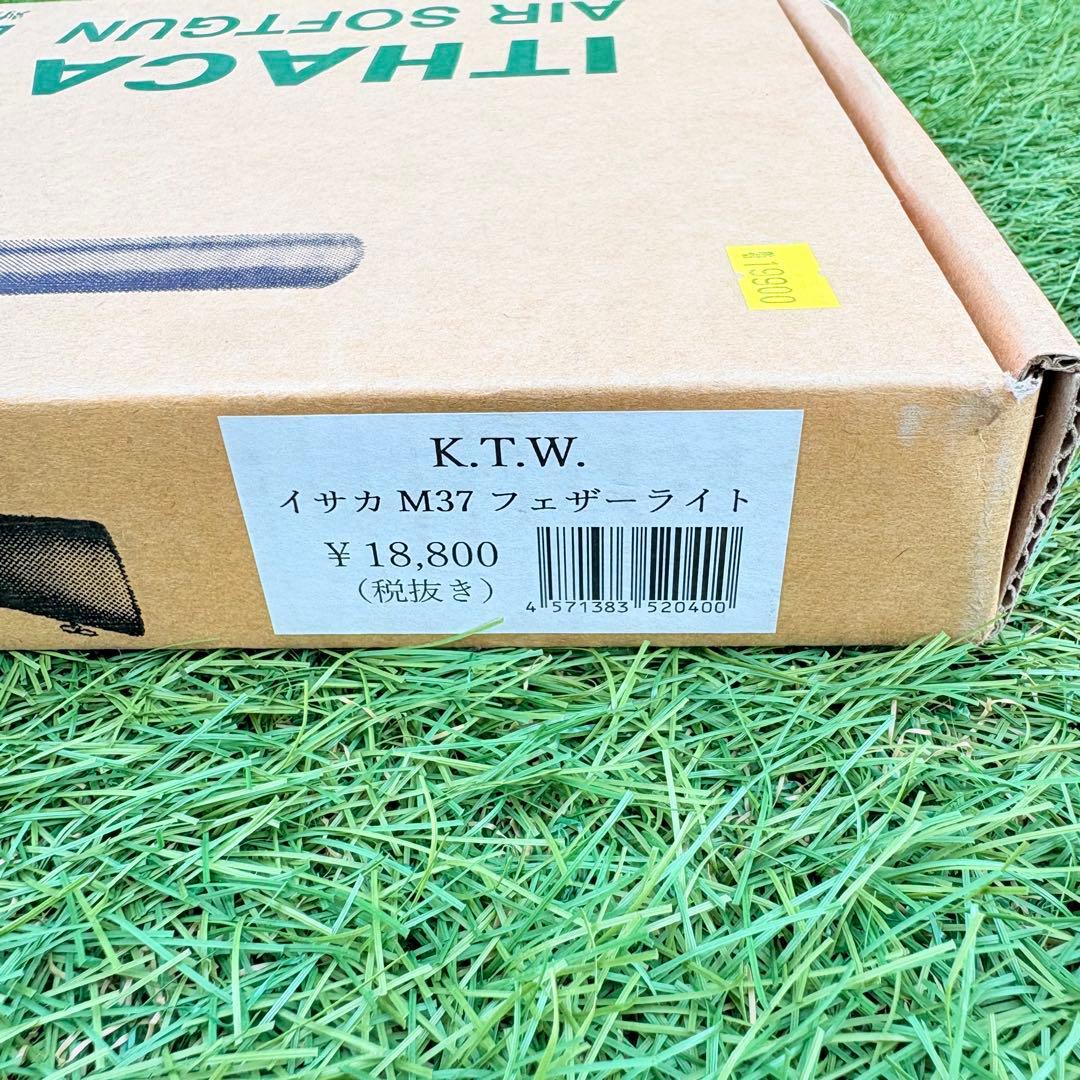 ITHACA
AIR SOFTGUN
19900
K.T.W.
イサカ M37 フェザーライト
¥ 18,800
(税抜き)
4 571383 520400